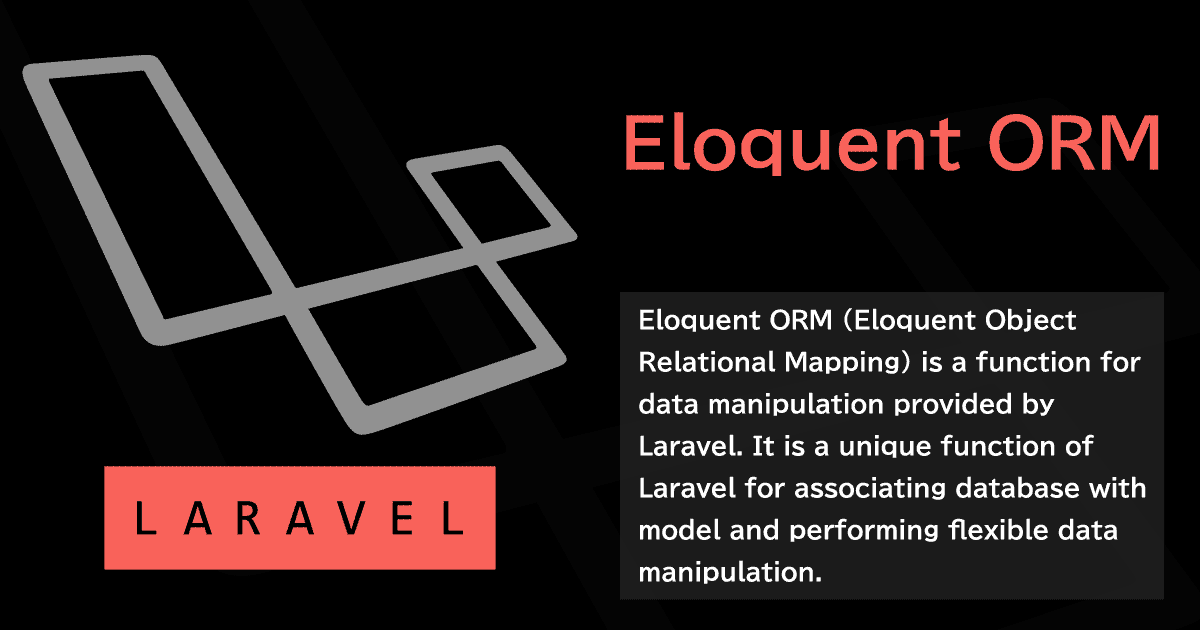 Eloquent ORM
Eloquent ORM (Eloquent Object
Relational Mapping) is a function for
data manipulation provided by
Laravel. It is a unique function of
Laravel for associating database with
model and performing flexible data
manipulation.
LARAVEL